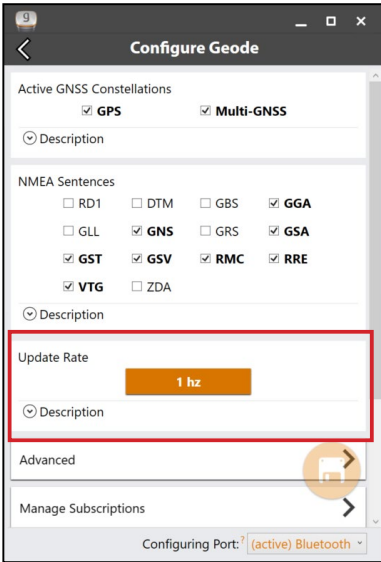 g
Configure Geode
Active GNSS Constellations
GPS Multi-GNSS
Description
NMEA Sentences
RD1 DTM GBS GGA
GLL GNS GRS GSA
GST GSV RMC RRE
VTG ZDA
Description
Update Rate
1 hz
Description
Advanced
Manage Subscriptions
Configuring Port:? (active) Bluetooth